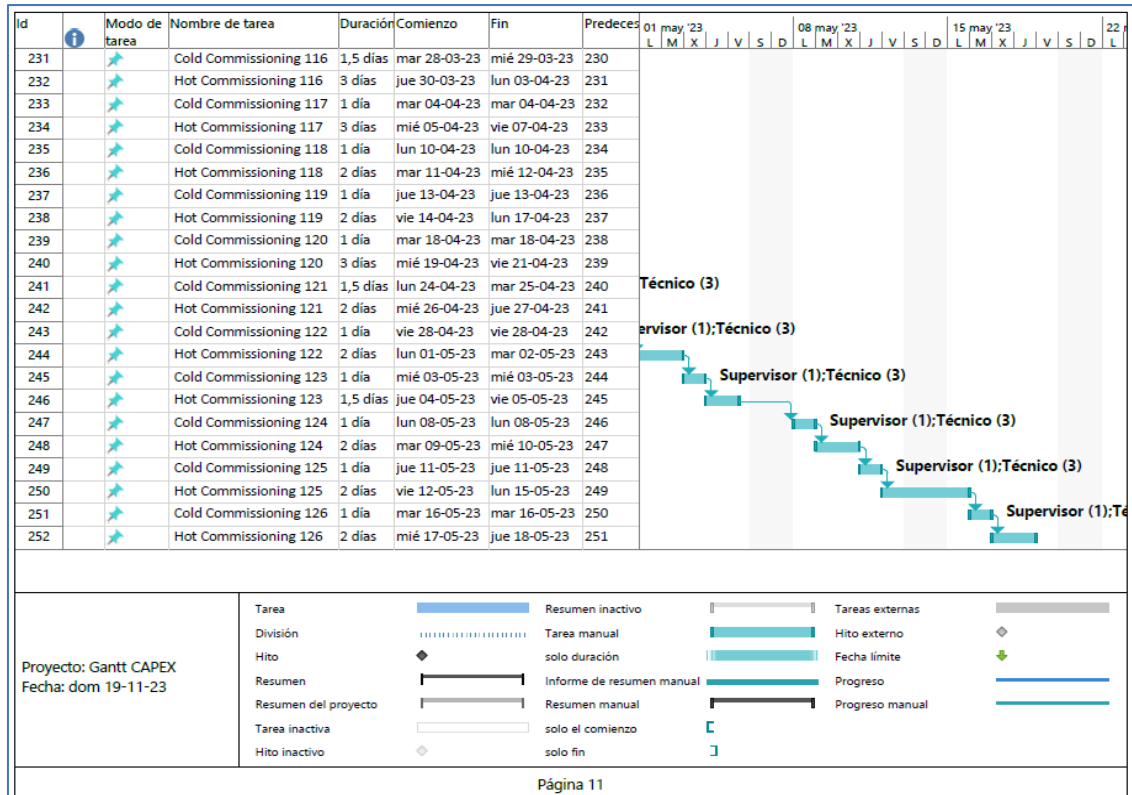 Id Modo de tarea Nombre de tarea Duración Comienzo Fin Predeces 01 may '23 08 may '23 15 may '23 22
L M X J V S D L M X J V S D L M X J V S D L
231 Cold Commissioning 116 1,5 días mar 28-03-23 mié 29-03-23 230
232 Hot Commissioning 116 3 días jue 30-03-23 lun 03-04-23 231
233 Cold Commissioning 117 1 día mar 04-04-23 mar 04-04-23 232
234 Hot Commissioning 117 3 días mié 05-04-23 vie 07-04-23 233
235 Cold Commissioning 118 1 día lun 10-04-23 lun 10-04-23 234
236 Hot Commissioning 118 2 días mar 11-04-23 mié 12-04-23 235
237 Cold Commissioning 119 1 día jue 13-04-23 jue 13-04-23 236
238 Hot Commissioning 119 2 días vie 14-04-23 lun 17-04-23 237
239 Cold Commissioning 120 1 día mar 18-04-23 mar 18-04-23 238
240 Hot Commissioning 120 3 días mié 19-04-23 vie 21-04-23 239
241 Cold Commissioning 121 1,5 días lun 24-04-23 mar 25-04-23 240 Técnico (3)
242 Hot Commissioning 121 2 días mié 26-04-23 jue 27-04-23 241
243 Cold Commissioning 122 1 día vie 28-04-23 vie 28-04-23 242 ervisor (1);Técnico (3)
244 Hot Commissioning 122 2 días lun 01-05-23 mar 02-05-23 243
245 Cold Commissioning 123 1 día mié 03-05-23 mié 03-05-23 244 Supervisor (1);Técnico (3)
246 Hot Commissioning 123 1,5 días jue 04-05-23 vie 05-05-23 245
247 Cold Commissioning 124 1 día lun 08-05-23 lun 08-05-23 246 Supervisor (1);Técnico (3)
248 Hot Commissioning 124 2 días mar 09-05-23 mié 10-05-23 247
249 Cold Commissioning 125 1 día jue 11-05-23 jue 11-05-23 248 Supervisor (1);Técnico (3)
250 Hot Commissioning 125 2 días vie 12-05-23 lun 15-05-23 249
251 Cold Commissioning 126 1 día mar 16-05-23 mar 16-05-23 250 Supervisor (1);Té
252 Hot Commissioning 126 2 días mié 17-05-23 jue 18-05-23 251
Proyecto: Gantt CAPEX
Fecha: dom 19-11-23
Tarea Resumen inactivo Tareas externas
División Tarea manual Hito externo
Hito solo duración Fecha límite
Resumen Informe de resumen manual Progreso
Resumen del proyecto Resumen manual Progreso manual
Tarea inactiva solo el comienzo
Hito inactivo solo fin
Página 11